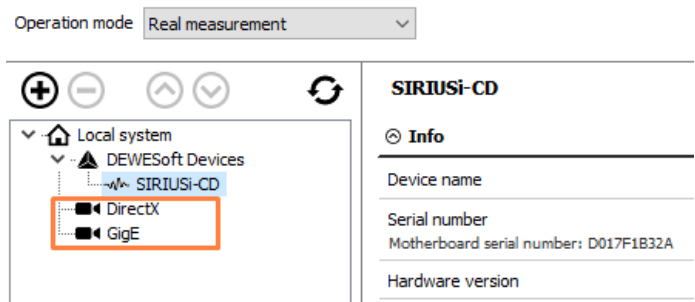 Operation mode Real measurement
Local system
DEWESoft Devices
SIRIUSi-CD
DirectX
GigE
SIRIUSi-CD
Info
Device name
Serial number
Motherboard serial number: D017F1B32A
Hardware version